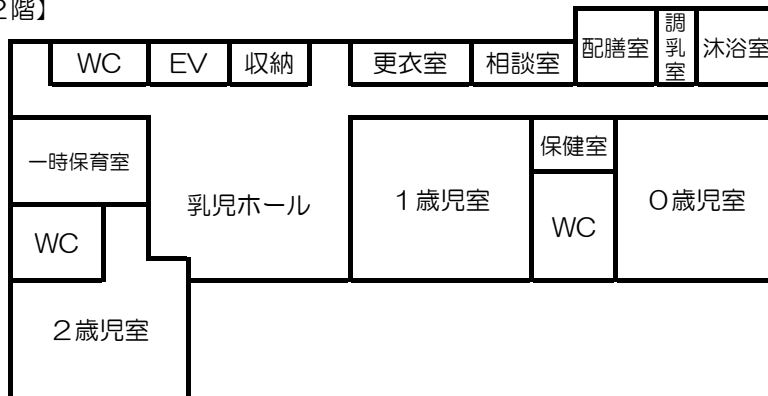 ２階】
WC
EV
収納
更衣室
相談室
配膳室
調乳室
沐浴室
一時保育室
乳児ホール
１歳児室
保健室
０歳児室
WC
WC
２歳児室